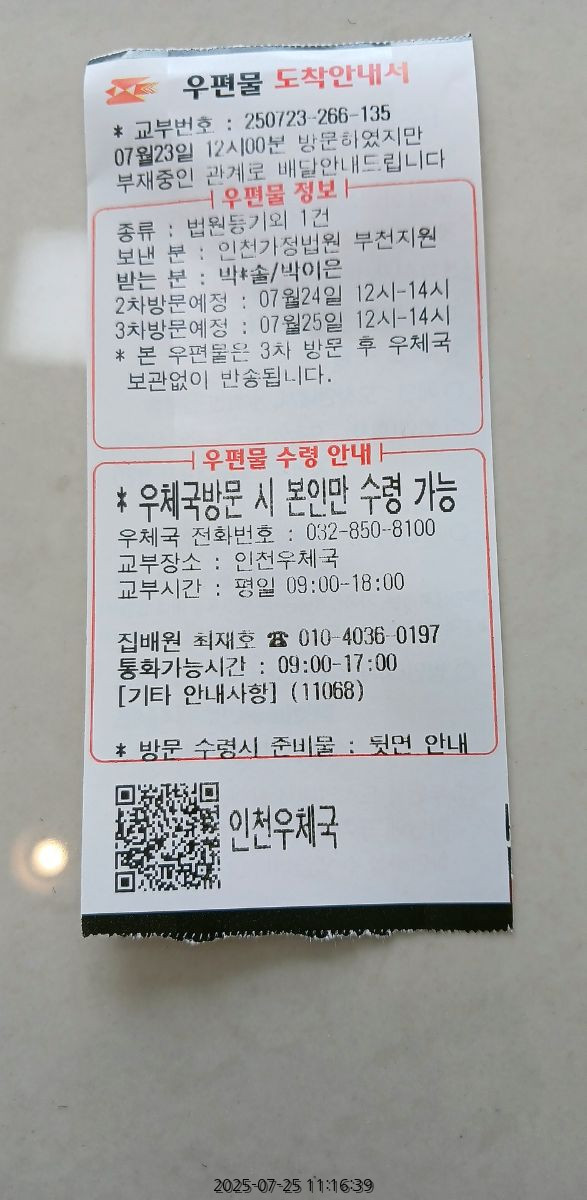 우편물 도착안내서
* 교부번호 : 250723-266-135
07월23일 12시00분 방문하였지만
부재중인 관계로 배달안내드립니다
우편물 정보
종류 : 법원등기외 1건
보낸 분 : 인천가정법원 부천지원
받는 분 : 박*솔/박이은
2차방문예정 : 07월24일 12시-14시
3차방문예정 : 07월25일 12시-14시
* 본 우편물은 3차 방문 후 우체국
보관없이 반송됩니다.
우편물 수령 안내
* 우체국방문 시 본인만 수령 가능
우체국 전화번호 : 032-850-8100
교부장소 : 인천우체국
교부시간 : 평일 09:00-18:00
집배원 최재호 ☎ 010-4036-0197
통화가능시간 : 09:00-17:00
[기타 안내사항] (11068)
* 방문 수령시 준비물 : 뒷면 안내
인천우체국
2025-07-25 11:16:39